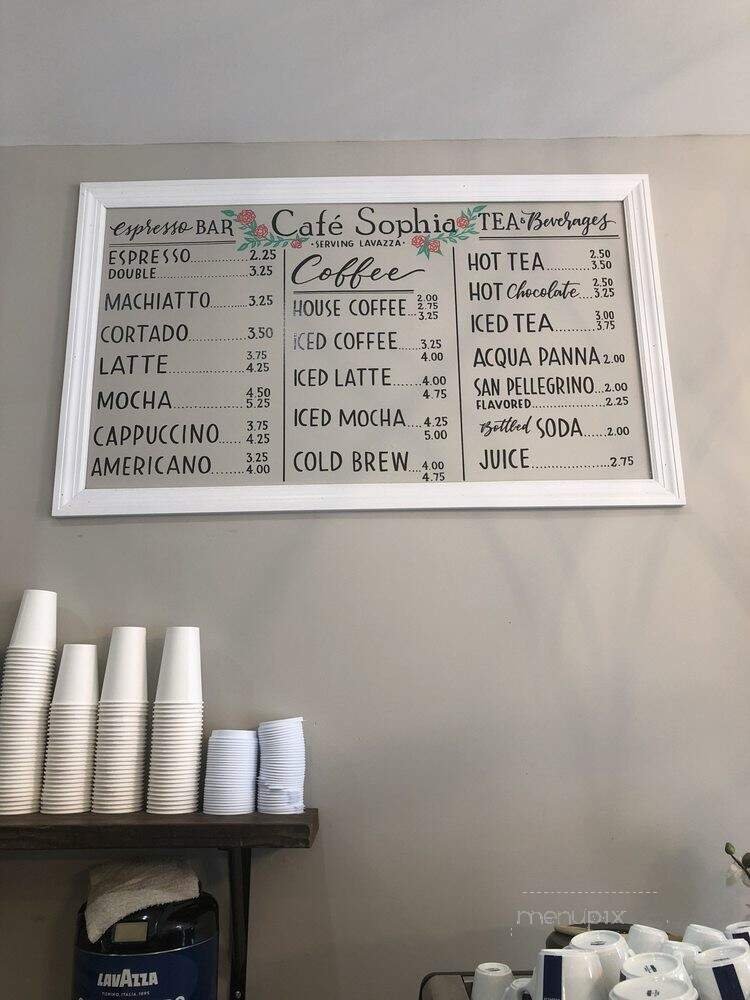 Espresso BAR
ESPRESSO..............2.25
DOUBLE................3.25
MACHIATTO......3.25
CORTADO..........3.50
LATTE.............3.75
4.25
MOCHA............4.50
5.25
CAPPUCCINO.....3.75
4.25
AMERICANO.......3.25
4.00
Café Sophia
·SERVING LAVAZZA·
Coffee
HOUSE COFFEE...2.00
2.75
3.25
ICED COFFEE.....3.25
4.00
ICED LATTE......4.00
4.75
ICED MOCHA....4.25
5.00
COLD BREW....4.00
4.75
TEA & Beverages
HOT TEA..........2.50
3.50
HOT Chocolate...2.50
3.25
ICED TEA........3.00
3.75
ACQUA PANNA 2.00
SAN PELLEGRINO...2.00
FLAVORED................2.25
Bottled SODA......2.00
JUICE...................2.75
LAVAZZA
TORINO, ITALIA, 1895
menupix